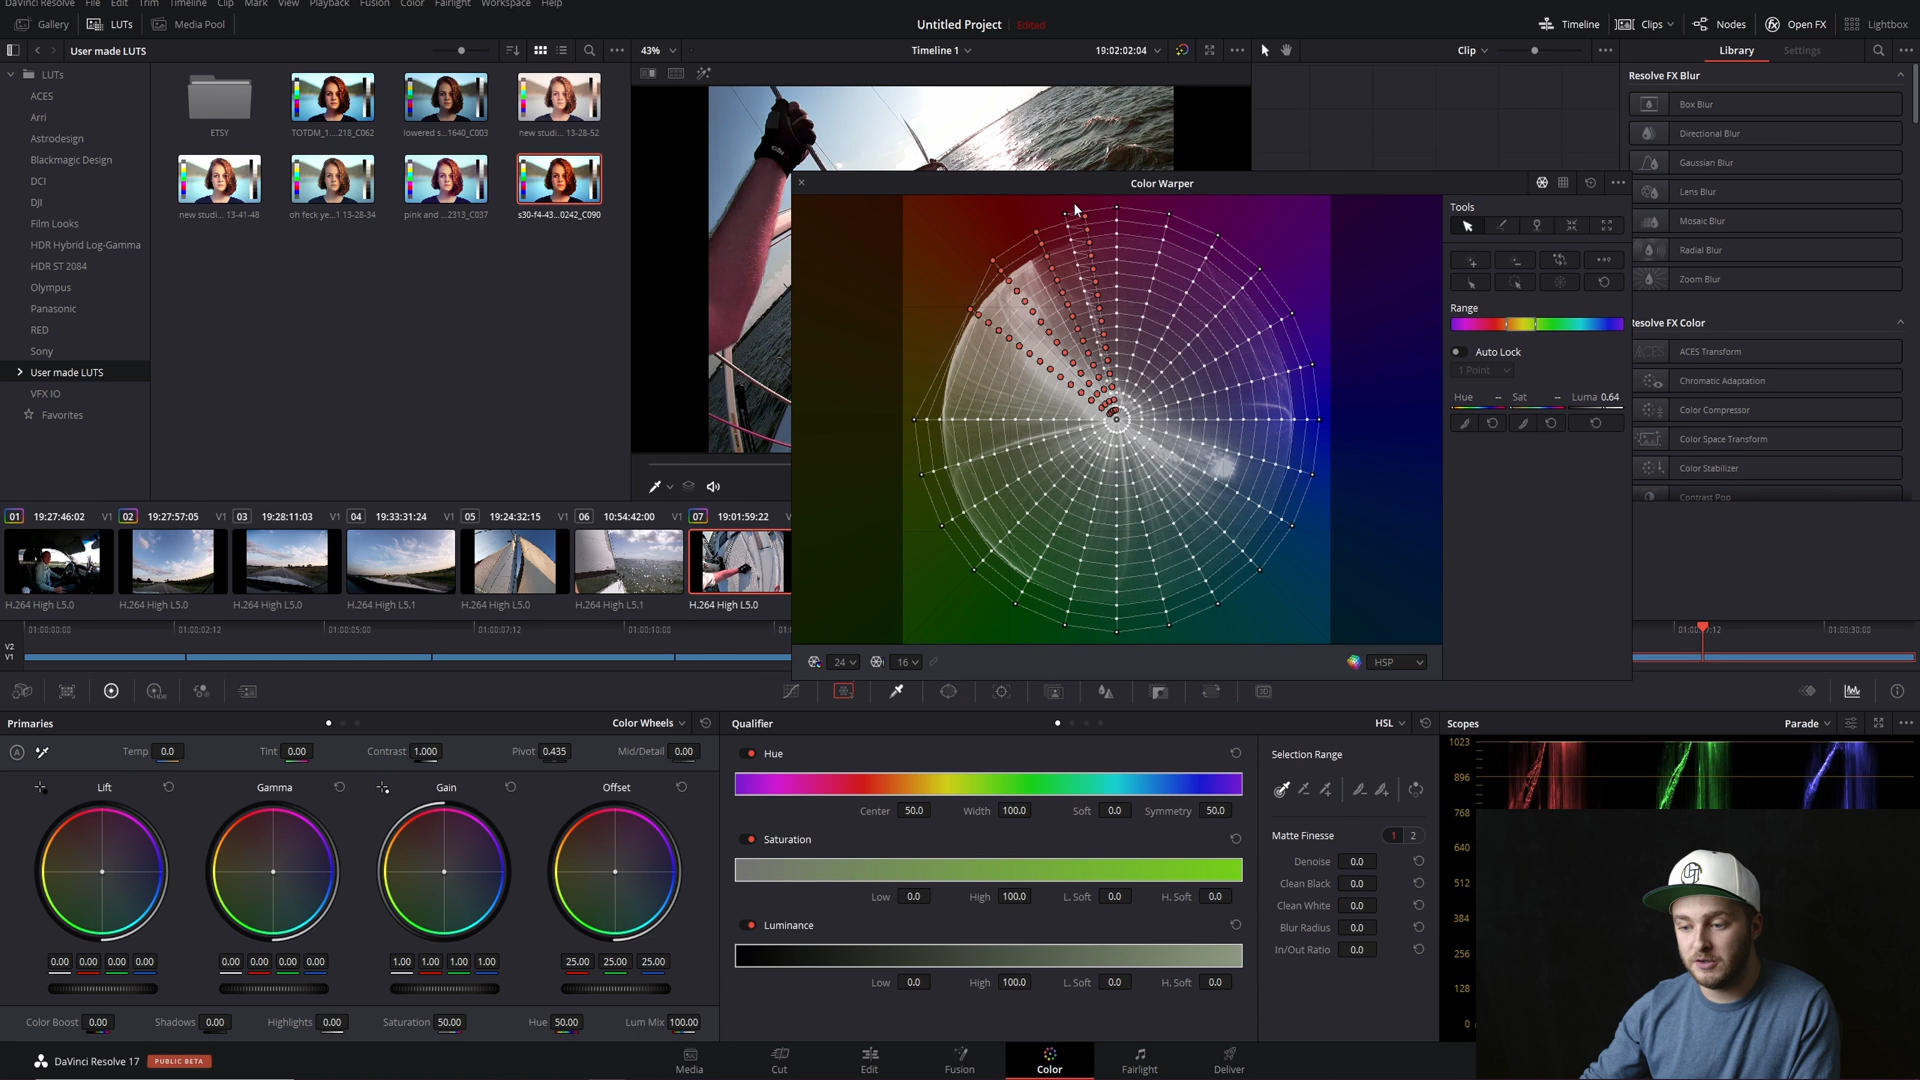 DaVinci Resolve File Edit Trim Timeline Clip Mark View Playback Fusion Color Fairlight Workspace Help
Gallery LUTs Media Pool
Untitled Project Edited
Timeline Clips Nodes Open FX Lightbox
User made LUTS
43% Timeline 1 19:02:02:04
Clip
Library Settings
LUTs
ACES
Arri
Astrodesign
Blackmagic Design
DCI
DJI
Film Looks
HDR Hybrid Log-Gamma
HDR ST 2084
Olympus
Panasonic
RED
Sony
User made LUTS
VFX IO
Favorites
ETSY TOTDM_1....218_C062 lowered s...1640_C003 new studi... 13-28-52
new studi... 13-41-48 oh feck ye...1 13-28-34 pink and ...2313_C037 s30-f4-43...0242_C090
Color Warper
Tools
Range
Auto Lock
1 Point
Hue -- Sat -- Luma 0.64
24 16 HSP
Resolve FX Blur
Box Blur
Directional Blur
Gaussian Blur
Lens Blur
Mosaic Blur
Radial Blur
Zoom Blur
Resolve FX Color
ACES Transform
Chromatic Adaptation
Color Compressor
Color Space Transform
Color Stabilizer
Contrast Pop
01 19:27:46:02 V1 02 19:27:57:05 V1 03 19:28:11:03 V1 04 19:33:31:24 V1 05 19:24:32:15 V1 06 10:54:42:00 V1 07 19:01:59:22
H.264 High L5.0 H.264 High L5.0 H.264 High L5.0 H.264 High L5.1 H.264 High L5.0 H.264 High L5.1 H.264 High L5.0
01:00:00:00 01:00:02:12 01:00:05:00 01:00:07:12 01:00:10:00 01:00:30:00
V2
V1
Primaries Color Wheels
Temp 0.0 Tint 0.00 Contrast 1.000 Pivot 0.435 Mid/Detail 0.00
Lift Gamma Gain Offset
0.00 0.00 0.00 0.00 0.00 0.00 0.00 0.00 1.00 1.00 1.00 1.00 25.00 25.00 25.00
Color Boost 0.00 Shadows 0.00 Highlights 0.00 Saturation 50.00 Hue 50.00 Lum Mix 100.00
Qualifier HSL
Hue
Center 50.0 Width 100.0 Soft 0.0 Symmetry 50.0
Saturation
Low 0.0 High 100.0 L. Soft 0.0 H. Soft 0.0
Luminance
Low 0.0 High 100.0 L. Soft 0.0 H. Soft 0.0
Selection Range
Matte Finesse 1 2
Denoise 0.0
Clean Black 0.0
Clean White 0.0
Blur Radius 0.0
In/Out Ratio 0.0
Scopes Parade
1023
896
768
640
512
384
256
128
0
DaVinci Resolve 17 PUBLIC BETA
Media Cut Edit Fusion Color Fairlight Deliver